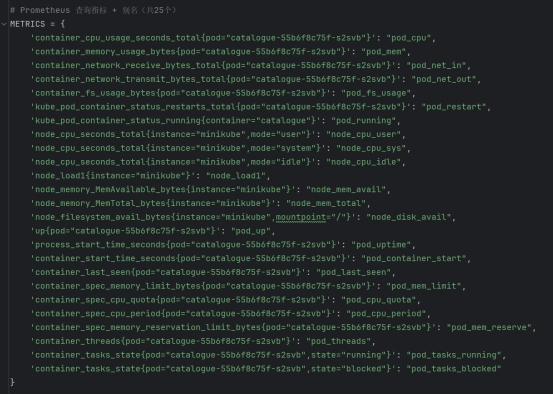 # Prometheus 查询指标 + 别名（共25个）
METRICS = {
'container_cpu_usage_seconds_total{pod="catalogue-55b6f8c75f-s2svb"}': "pod_cpu",
'container_memory_usage_bytes{pod="catalogue-55b6f8c75f-s2svb"}': "pod_mem",
'container_network_receive_bytes_total{pod="catalogue-55b6f8c75f-s2svb"}': "pod_net_in",
'container_network_transmit_bytes_total{pod="catalogue-55b6f8c75f-s2svb"}': "pod_net_out",
'container_fs_usage_bytes{pod="catalogue-55b6f8c75f-s2svb"}': "pod_fs_usage",
'kube_pod_container_status_restarts_total{pod="catalogue-55b6f8c75f-s2svb"}': "pod_restart",
'kube_pod_container_status_running{container="catalogue"}': "pod_running",
'node_cpu_seconds_total{instance="minikube",mode="user"}': "node_cpu_user",
'node_cpu_seconds_total{instance="minikube",mode="system"}': "node_cpu_sys",
'node_cpu_seconds_total{instance="minikube",mode="idle"}': "node_cpu_idle",
'node_load1{instance="minikube"}': "node_load1",
'node_memory_MemAvailable_bytes{instance="minikube"}': "node_mem_avail",
'node_memory_MemTotal_bytes{instance="minikube"}': "node_mem_total",
'node_filesystem_avail_bytes{instance="minikube",mountpoint="/"}': "node_disk_avail",
'up{pod="catalogue-55b6f8c75f-s2svb"}': "pod_up",
'process_start_time_seconds{pod="catalogue-55b6f8c75f-s2svb"}': "pod_uptime",
'container_start_time_seconds{pod="catalogue-55b6f8c75f-s2svb"}': "pod_container_start",
'container_last_seen{pod="catalogue-55b6f8c75f-s2svb"}': "pod_last_seen",
'container_spec_memory_limit_bytes{pod="catalogue-55b6f8c75f-s2svb"}': "pod_mem_limit",
'container_spec_cpu_quota{pod="catalogue-55b6f8c75f-s2svb"}': "pod_cpu_quota",
'container_spec_cpu_period{pod="catalogue-55b6f8c75f-s2svb"}': "pod_cpu_period",
'container_spec_memory_reservation_limit_bytes{pod="catalogue-55b6f8c75f-s2svb"}': "pod_mem_reserve",
'container_threads{pod="catalogue-55b6f8c75f-s2svb"}': "pod_threads",
'container_tasks_state{pod="catalogue-55b6f8c75f-s2svb",state="running"}': "pod_tasks_running",
'container_tasks_state{pod="catalogue-55b6f8c75f-s2svb",state="blocked"}': "pod_tasks_blocked"
}